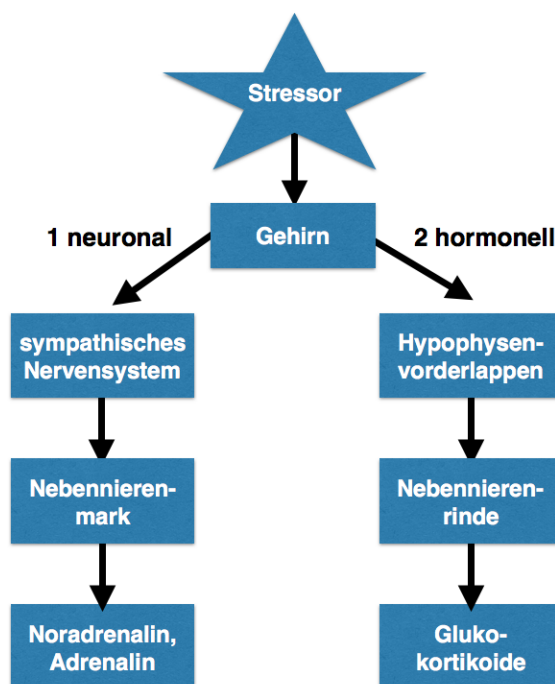 Stressor
1 neuronal
Gehirn
2 hormonell
sympathisches
Nervensystem
Hypophysen-
vorderlappen
Nebennieren-
mark
Nebennieren-
rinde
Noradrenalin,
Adrenalin
Gluko-
kortikoide